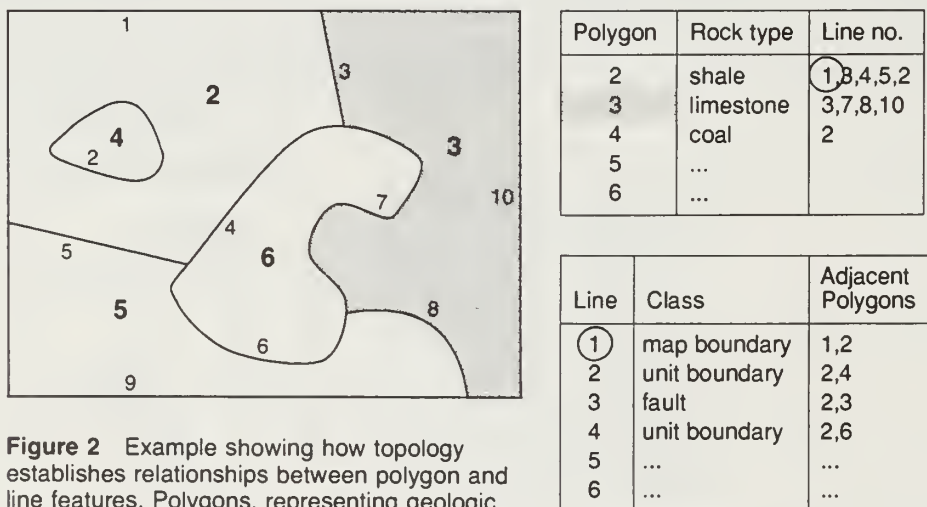 1
3
2
3
4
2
10
7
4
5
6
5
8
6
9
Figure 2 Example showing how topology
establishes relationships between polygon and
line features. Polygons, representing geologic
Polygon Rock type Line no.
2 shale 1,3,4,5,2
3 limestone 3,7,8,10
4 coal 2
5 ...
6 ...
Line Class Adjacent
Polygons
1 map boundary 1,2
2 unit boundary 2,4
3 fault 2,3
4 unit boundary 2,6
5 ... ...
6 ... ...